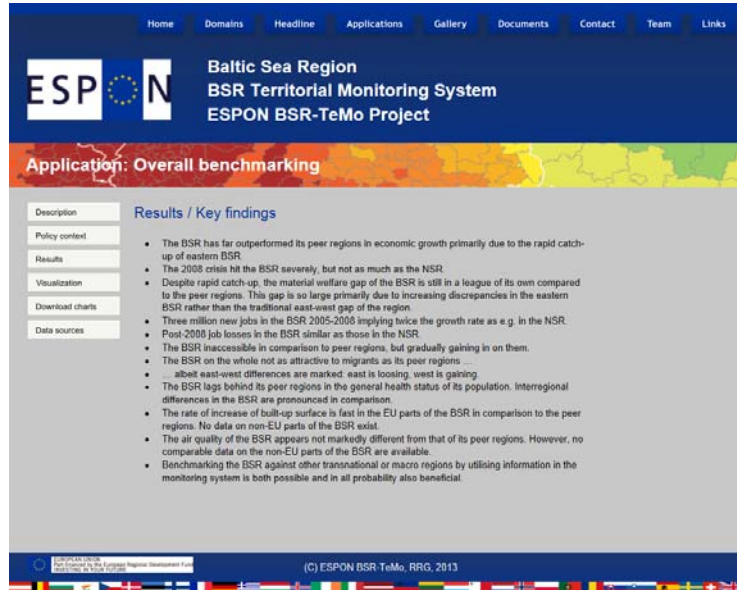 Home Domains Headline Applications Gallery Documents Contact Team Links
ESPON
Baltic Sea Region
BSR Territorial Monitoring System
ESPON BSR-TeMo Project
Application: Overall benchmarking
Description
Policy context
Results
Visualization
Download charts
Data sources
Results / Key findings
• The BSR has far outperformed its peer regions in economic growth primarily due to the rapid catch-
up of eastern BSR
• The 2008 crisis hit the BSR severely, but not as much as the NSR.
• Despite rapid catch-up, the material welfare gap of the BSR is still in a league of its own compared
to the peer regions. This gap is so large primarily due to increasing discrepancies in the eastern
BSR rather than the traditional east-west gap of the region.
• Three million new jobs in the BSR 2005-2008 implying twice the growth rate as e.g. in the NSR.
• Post-2008 job losses in the BSR similar as those in the NSR.
• The BSR inaccessible in comparison to peer regions, but gradually gaining in on them.
• The BSR on the whole not as attractive to migrants as its peer regions ...
• ... albeit east-west differences are marked: east is loosing, west is gaining.
• The BSR lags behind its peer regions in the general health status of its population. Interregional
differences in the BSR are pronounced in comparison.
• The rate of increase of built-up surface is fast in the EU parts of the BSR in comparison to the peer
regions. No data on non-EU parts of the BSR exist.
• The air quality of the BSR appears not markedly different from that of its peer regions. However, no
comparable data on the non-EU parts of the BSR are available.
• Benchmarking the BSR against other transnational or macro regions by utilising information in the
monitoring system is both possible and in all probability also beneficial.
EUROPEAN UNION
Part-financed by the European Regional Development Fund
INVESTING IN YOUR FUTURE
(C) ESPON BSR-TeMo, RRG, 2013